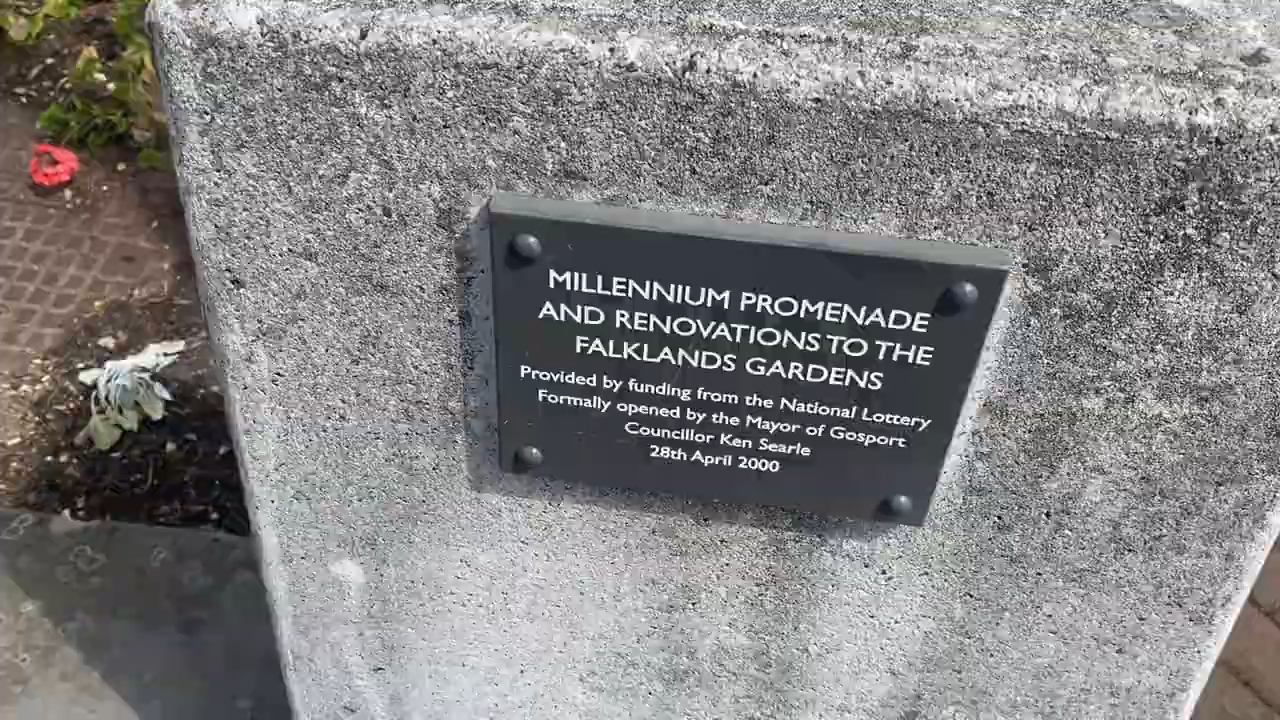 MILLENNIUM PROMENADE
AND RENOVATIONS TO THE
FALKLANDS GARDENS
Provided by funding from the National Lottery
Formally opened by the Mayor of Gosport
Councillor Ken Searle
28th April 2000